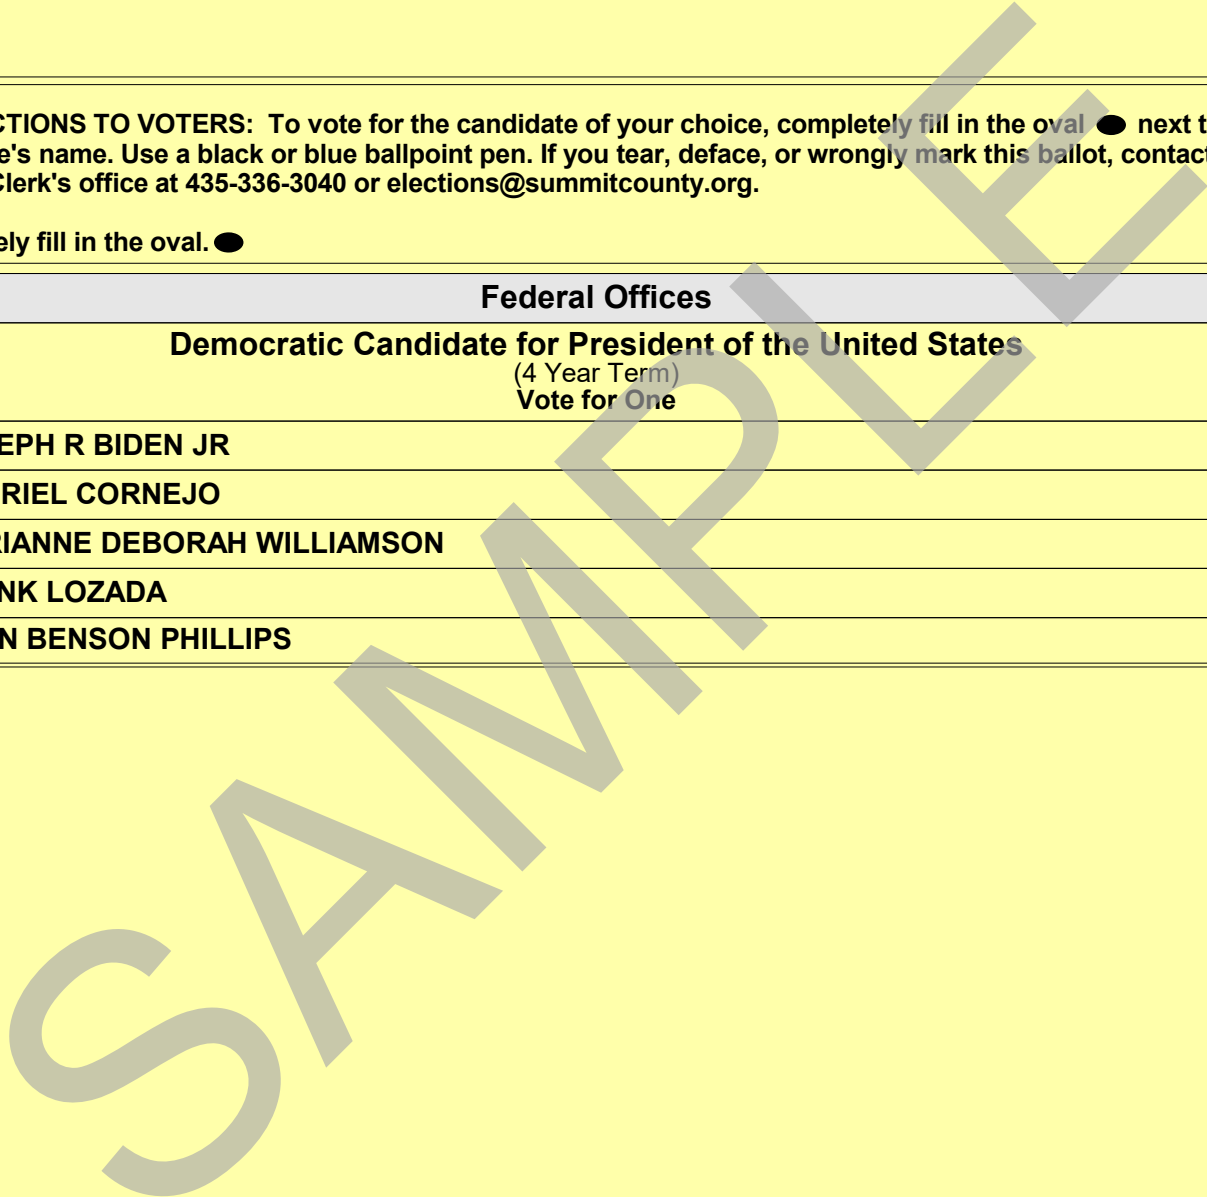 CTIONS TO VOTERS: To vote for the candidate of your choice, completely fill in the oval next t
e's name. Use a black or blue ballpoint pen. If you tear, deface, or wrongly mark this ballot, contact
Clerk's office at 435-336-3040 or elections@summitcounty.org.
ely fill in the oval.
Federal Offices
Democratic Candidate for President of the United States
(4 Year Term)
Vote for One
EPH R BIDEN JR
RIEL CORNEJO
RIANNE DEBORAH WILLIAMSON
NK LOZADA
N BENSON PHILLIPS
SAMPLE